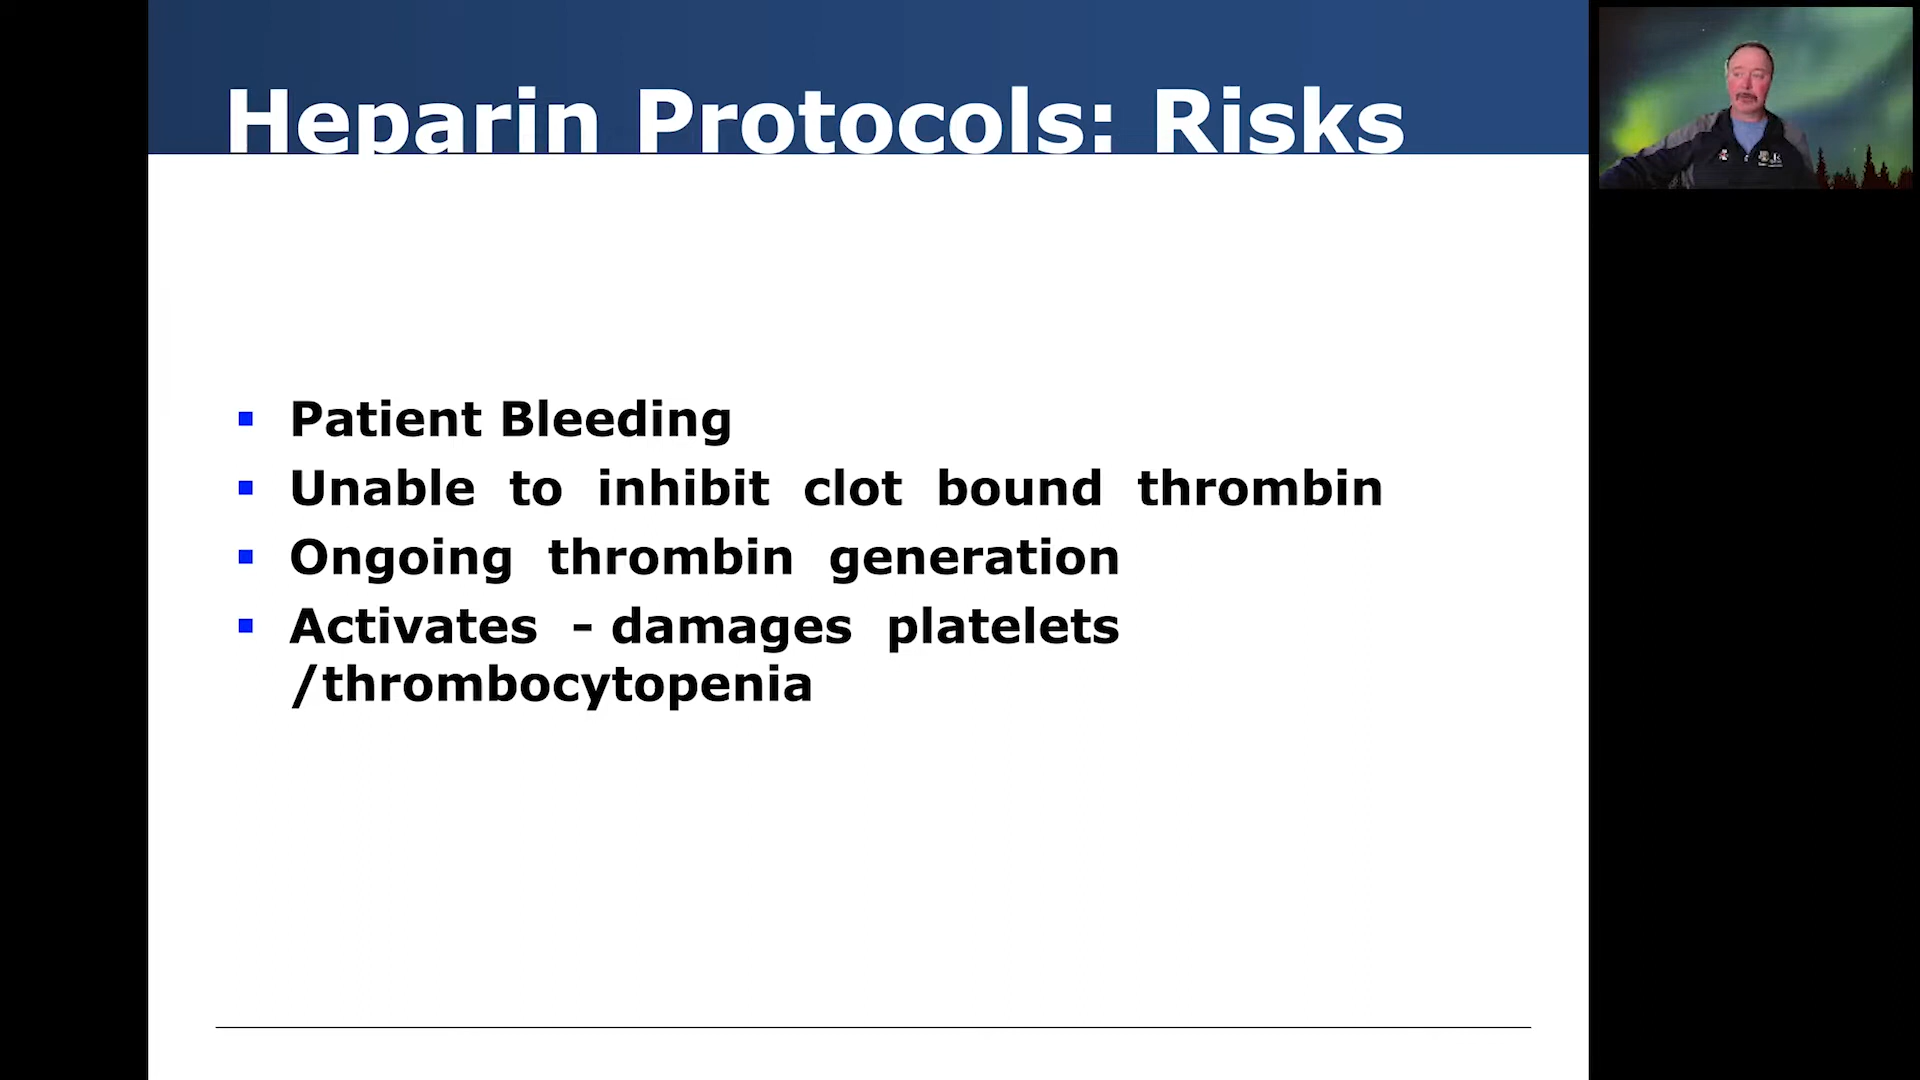 Heparin Protocols: Risks
Patient Bleeding
Unable to inhibit clot bound thrombin
Ongoing thrombin generation
Activates - damages platelets
/thrombocytopenia